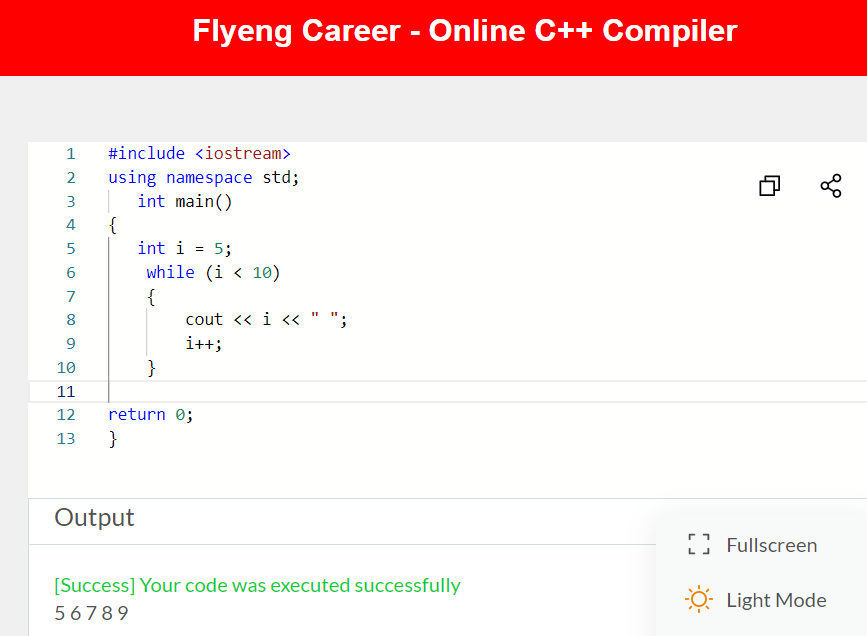 Flyeng Career - Online C++ Compiler
1 #include <iostream>
2 using namespace std;
3 int main()
4 {
5 int i = 5;
6 while (i < 10)
7 {
8 cout << i << " ";
9 i++;
10 }
11
12 return 0;
13 }
Output
[Success] Your code was executed successfully
5 6 7 8 9
Fullscreen
Light Mode